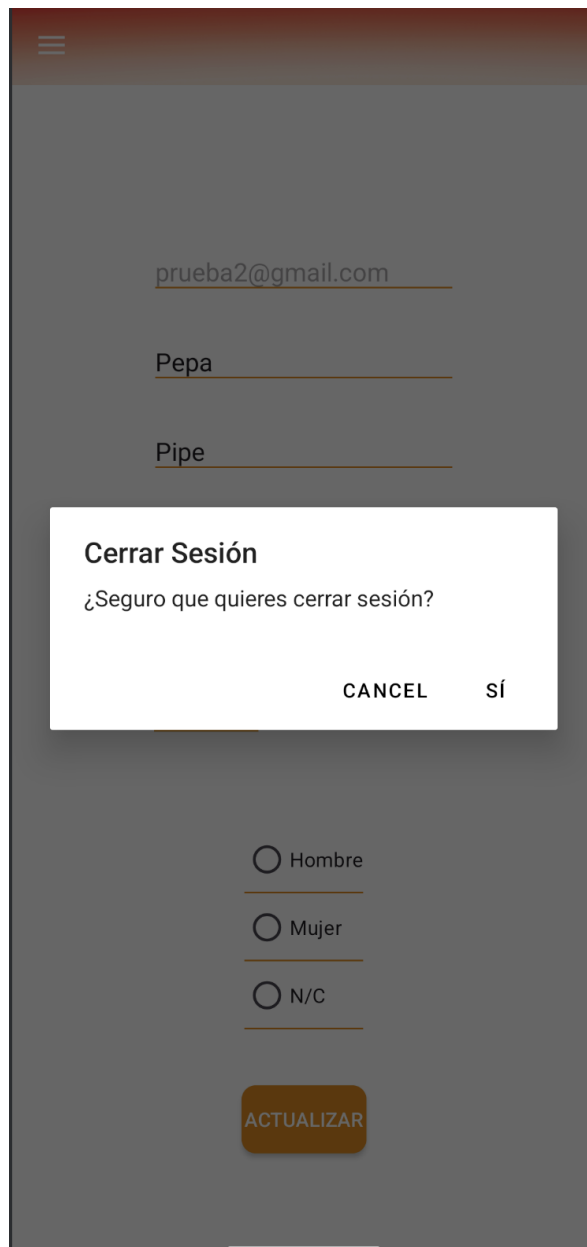 prueba2@gmail.com
Pepa
Pipe
Cerrar Sesión
¿Seguro que quieres cerrar sesión?
CANCEL SÍ
Hombre
Mujer
N/C
ACTUALIZAR